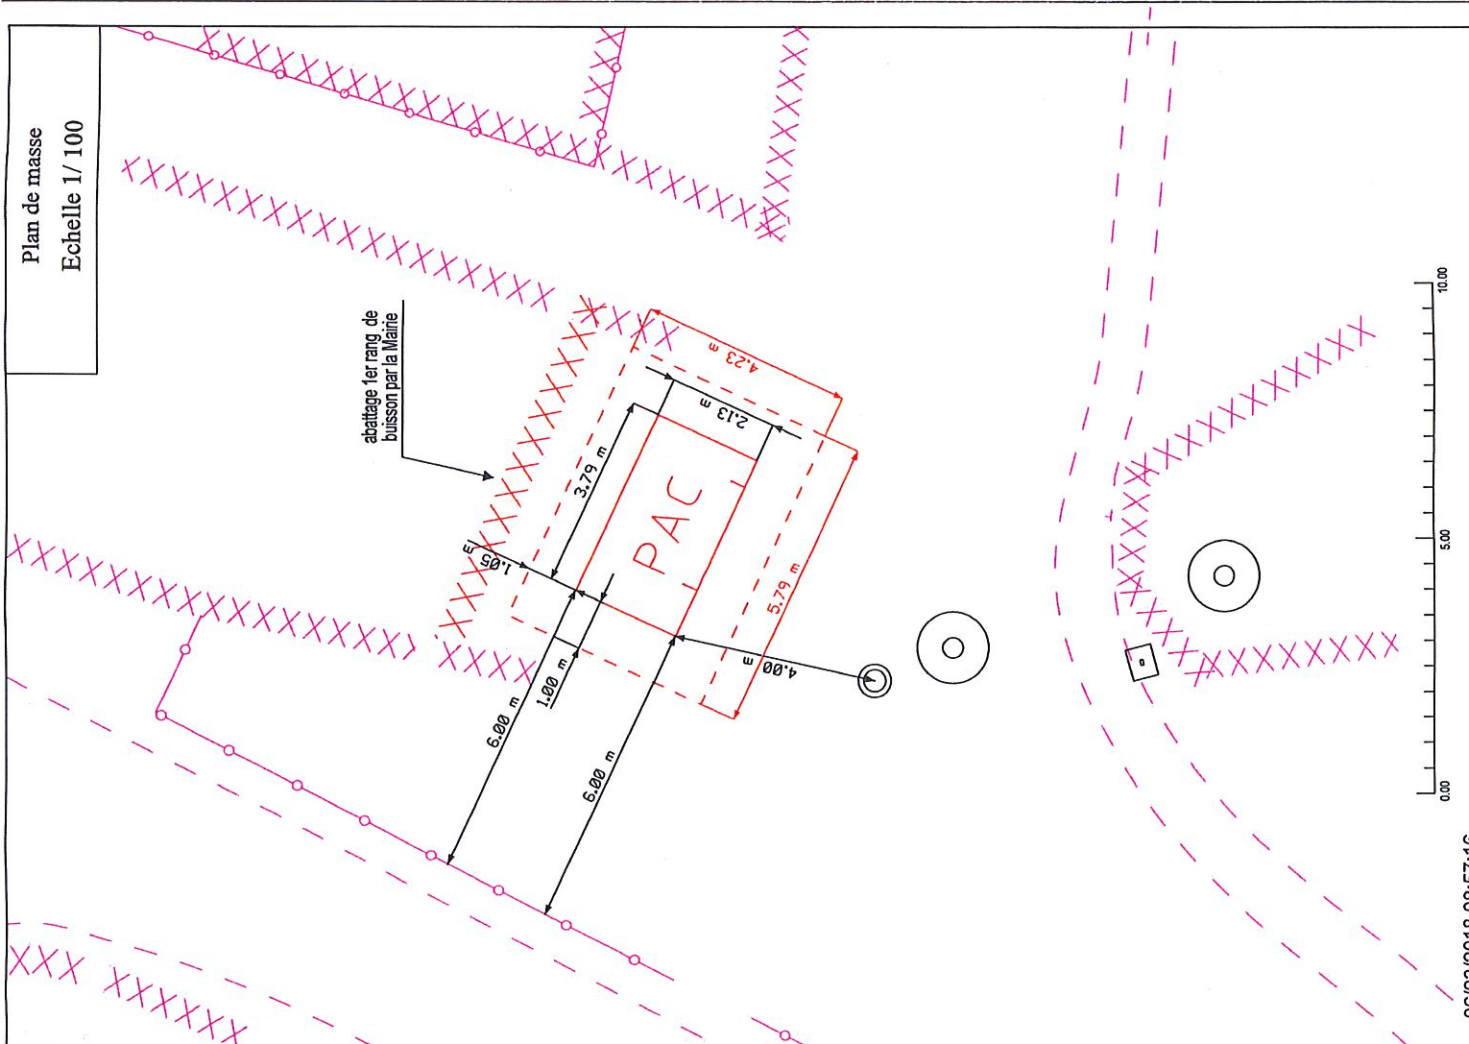 Plan de masse
Echelle 1/ 100
abattage 1er rang de
buisson par la Mairie
4.23 m
2.13 m
3.79 m
1.05 m
PAC
5.79 m
4.00 m
1.00 m
6.00 m
6.00 m
0.00
5.00
10.00